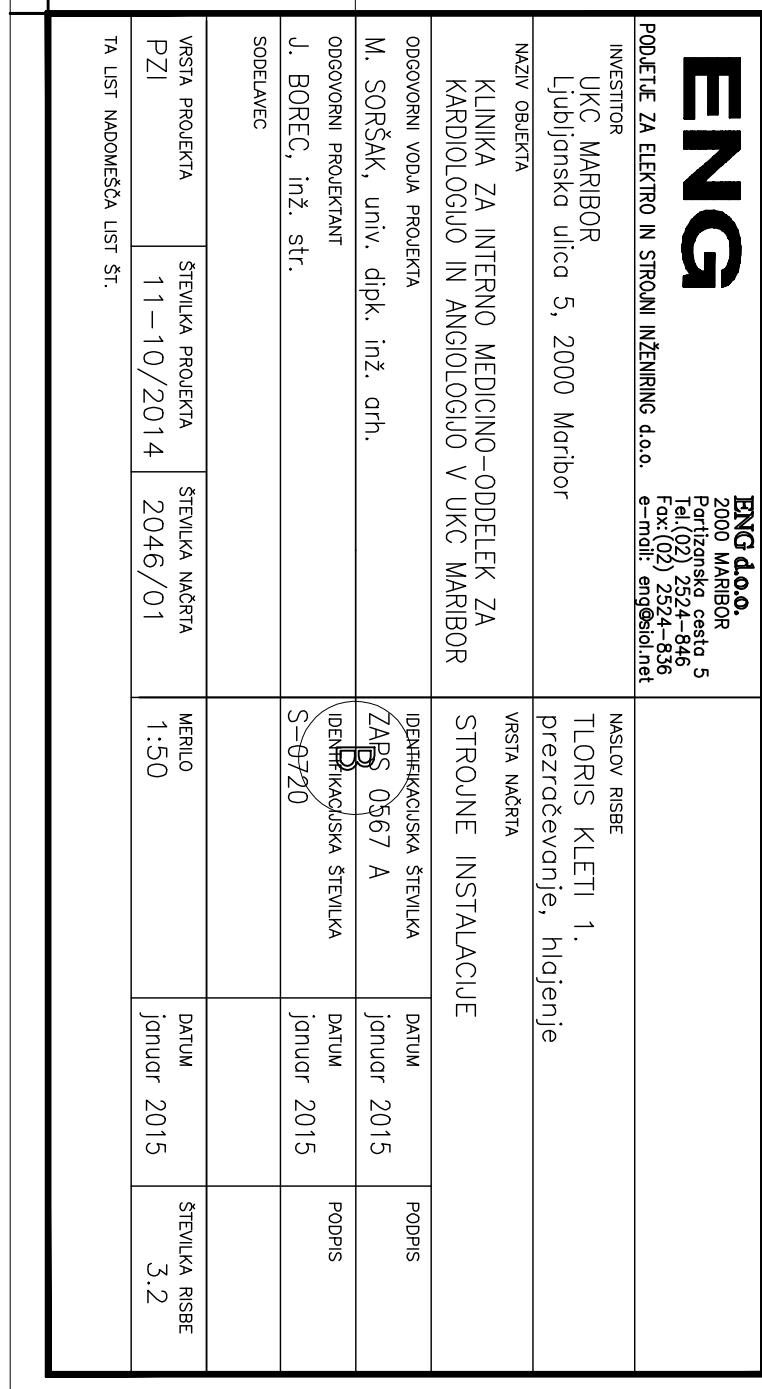 ENG
PODJETJE ZA ELEKTRO IN STROJNI INŽENIRING d.o.o.
ENG d.o.o.
2000 MARIBOR
Partizanska cesta 5
Tel.(02) 2524-846
Fax:(02) 2524-836
e-mail: eng@siol.net
INVESTITOR
UKC MARIBOR
Ljubljanska ulica 5, 2000 Maribor
NASLOV RISBE
TLORIS KLETI 1.
prezračevanje, hlajenje
NAZIV OBJEKTA
KLINIKA ZA INTERNO MEDICINO-ODDELEK ZA
KARDIOLOGIJO IN ANGIOLOGIJO V UKC MARIBOR
VRSTA NAČRTA
STROJNE INSTALACIJE
ODGOVORNI VODJA PROJEKTA
M. SORŠAK, univ. dipk. inž. arh.
IDENTIFIKACIJSKA ŠTEVILKA
ZAPS 0567 A
DATUM
januar 2015
PODPIS
ODGOVORNI PROJEKTANT
J. BOREC, inž. str.
IDENTIFIKACIJSKA ŠTEVILKA
S-0720
DATUM
januar 2015
PODPIS
B
SODELAVEC
VRSTA PROJEKTA
PZI
ŠTEVILKA PROJEKTA
11-10/2014
ŠTEVILKA NAČRTA
2046/01
MERILO
1:50
DATUM
januar 2015
ŠTEVILKA RISBE
3.2
TA LIST NADOMEŠČA LIST ŠT.